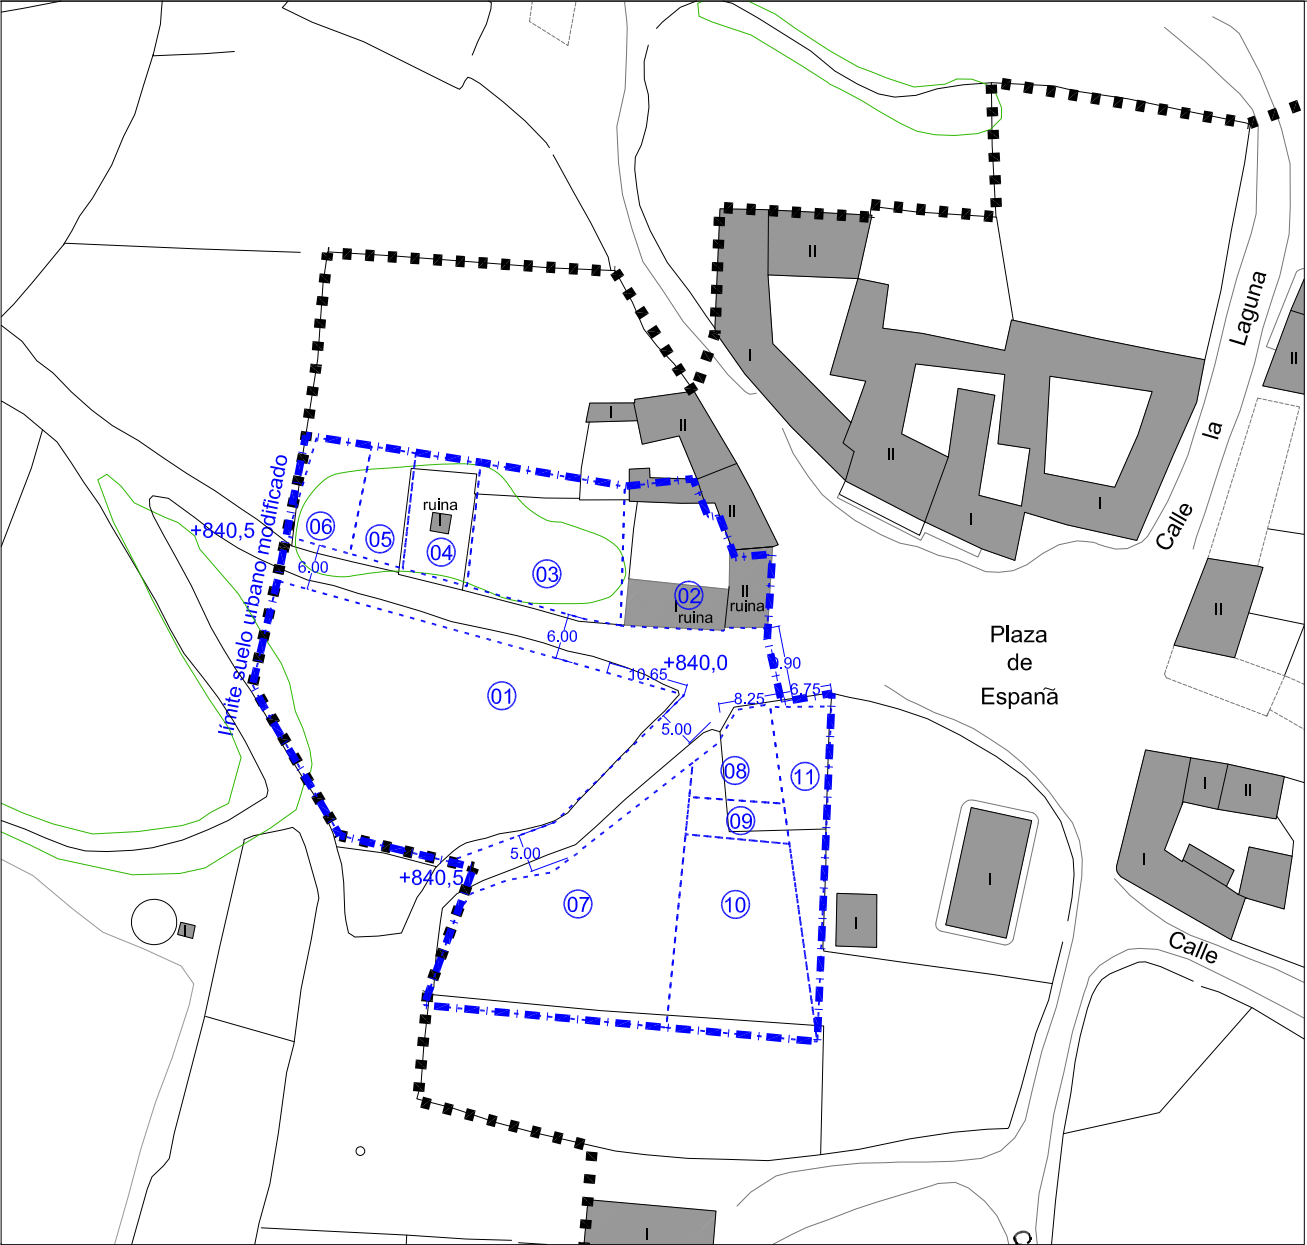 II
Laguna
I
II
I
II
la
ruina
II
II
+840,5
06
I
05
04
I
I
Calle
límite suelo urbano modificado
6.00
03
02
II
I
ruina
ruina
II
6.00
Plaza
de
España
+840,0
9.90
10.65
01
8.25
6.75
5.00
08
11
I
II
09
5.00
I
+840,5
I
07
10
I
I
Calle
I